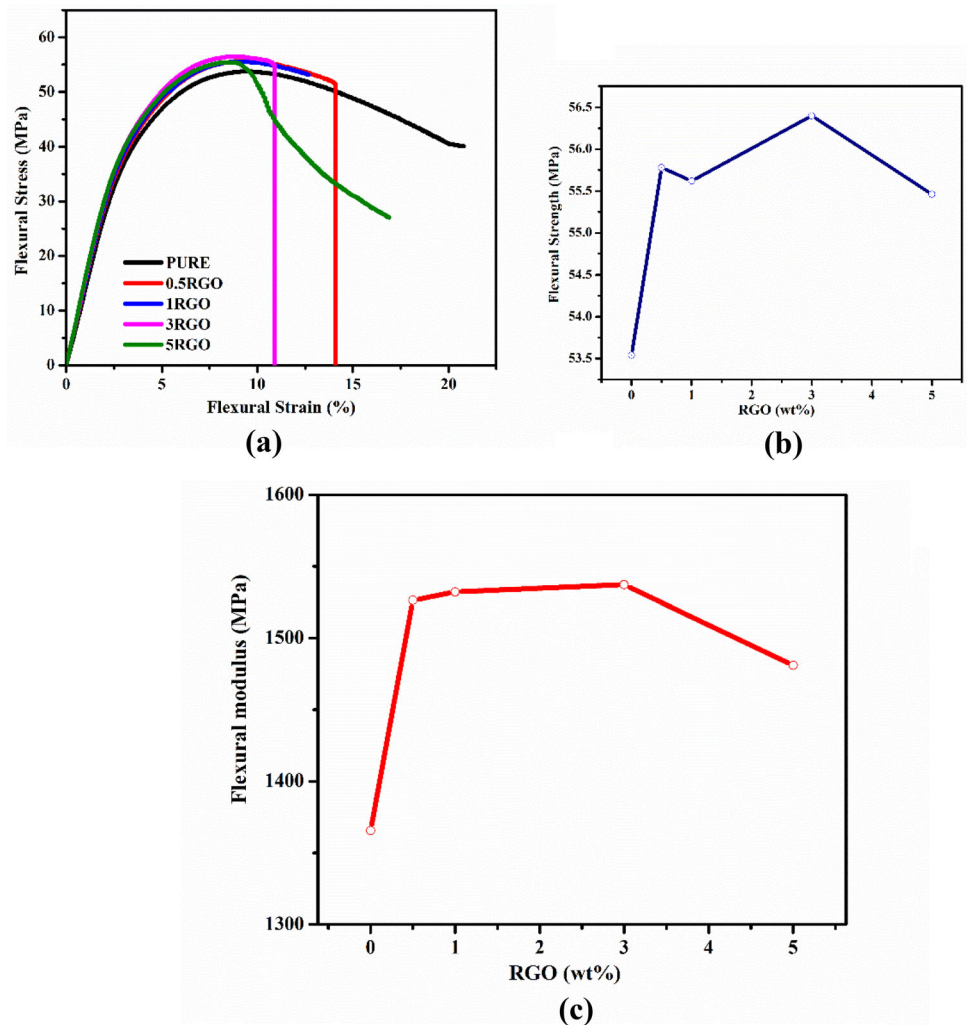 Flexural Stress (MPa)
60
50
40
30
20
10
0
PURE
0.5RGO
1RGO
3RGO
5RGO
0 5 10 15 20
Flexural Strain (%)
(a)
Flexural Strength (MPa)
56.5
56.0
55.5
55.0
54.5
54.0
53.5
0 1 2 3 4 5
RGO (wt%)
(b)
Flexural modulus (MPa)
1600
1500
1400
1300
0 1 2 3 4 5
RGO (wt%)
(c)